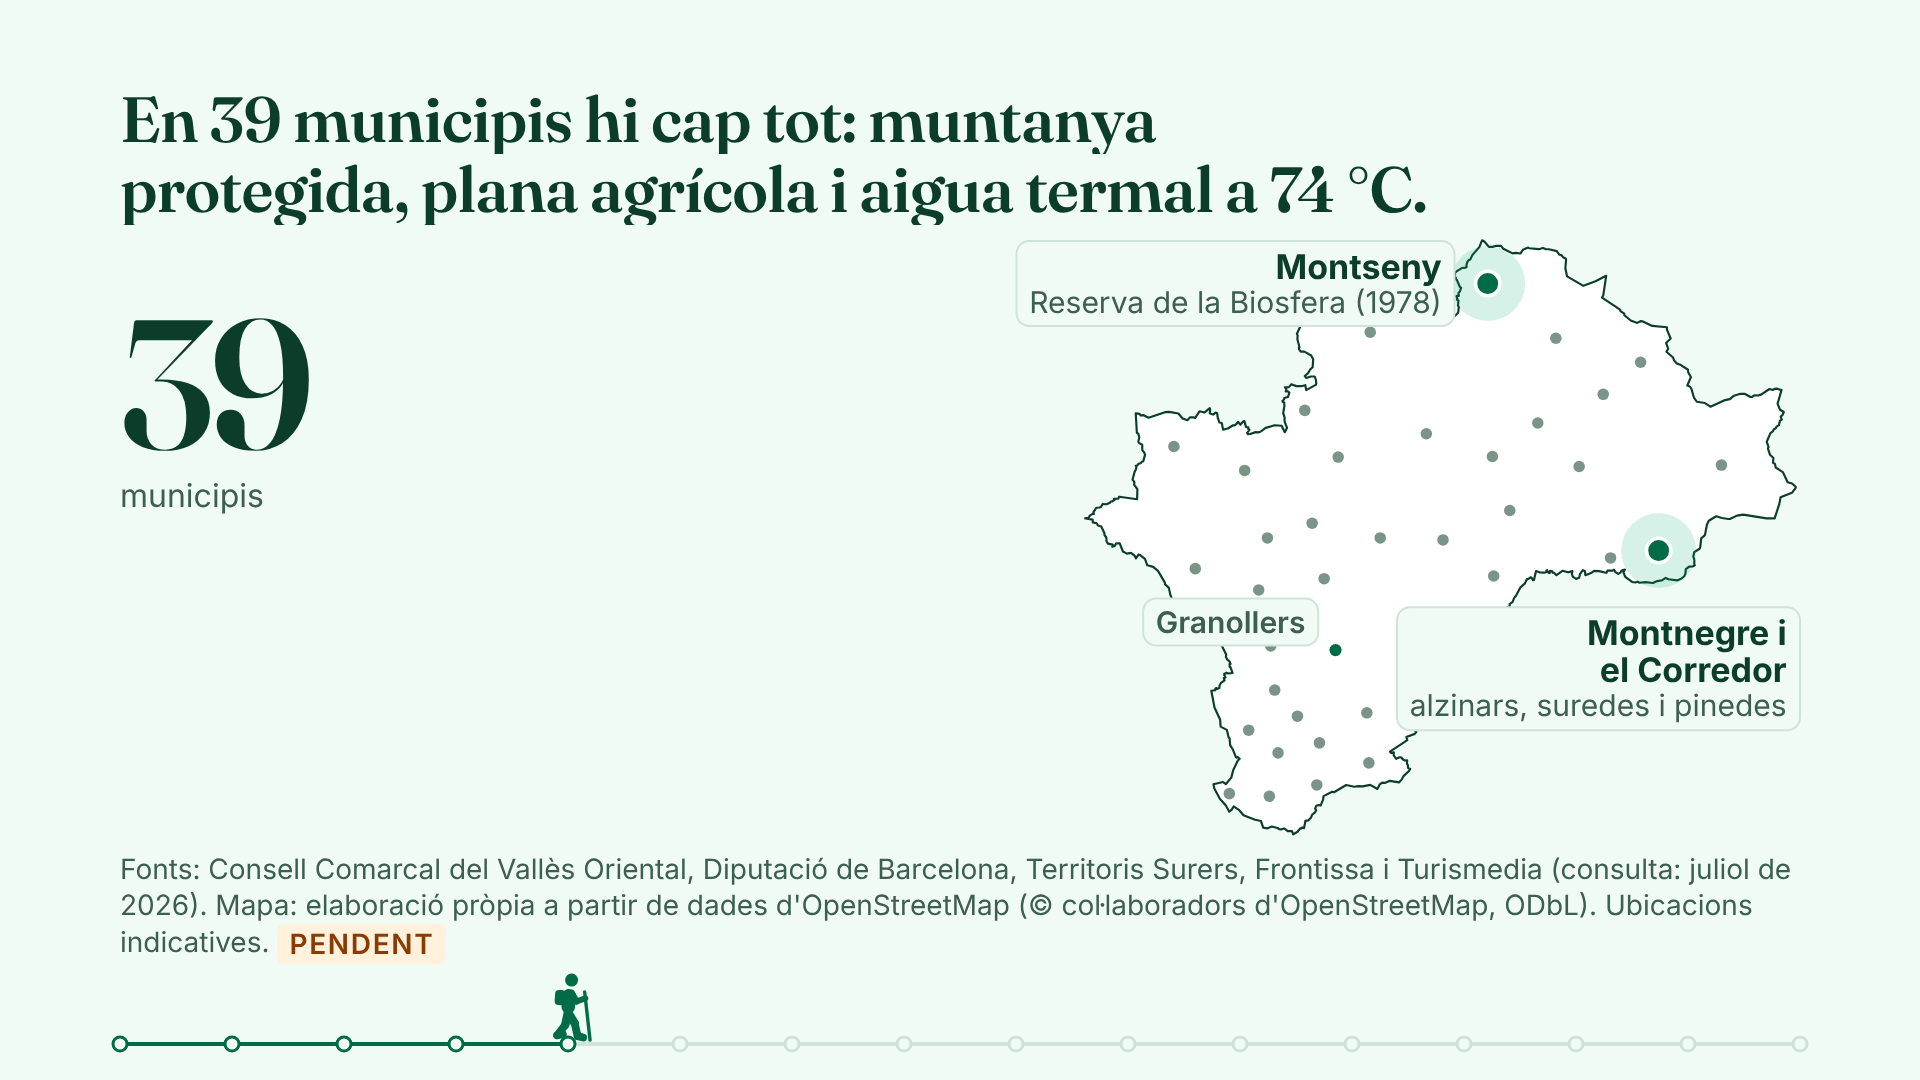 En 39 municipis hi cap tot: muntanya
protegida, plana agrícola i aigua termal a 74 °C.
39
municipis
Montseny
Reserva de la Biosfera (1978)
Granollers
Montnegre i
el Corredor
alzinars, suredes i pinedes
Fonts: Consell Comarcal del Vallès Oriental, Diputació de Barcelona, Territoris Surers, Frontissa i Turismedia (consulta: juliol de
2026). Mapa: elaboració pròpia a partir de dades d'OpenStreetMap (© col·laboradors d'OpenStreetMap, ODbL). Ubicacions
indicatives. PENDENT